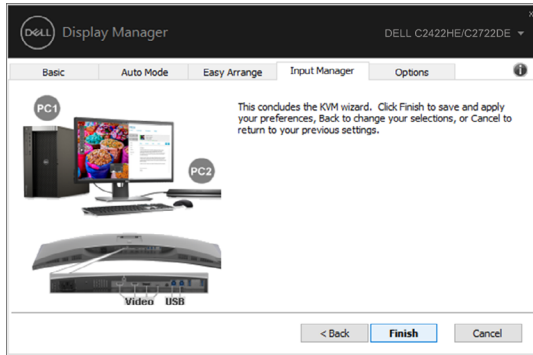 DELL Display Manager
DELL C2422HE/C2722DE
Basic Auto Mode Easy Arrange Input Manager Options
PC1
This concludes the KVM wizard. Click Finish to save and apply
your preferences, Back to change your selections, or Cancel to
return to your previous settings.
PC2
Video USB
< Back Finish Cancel